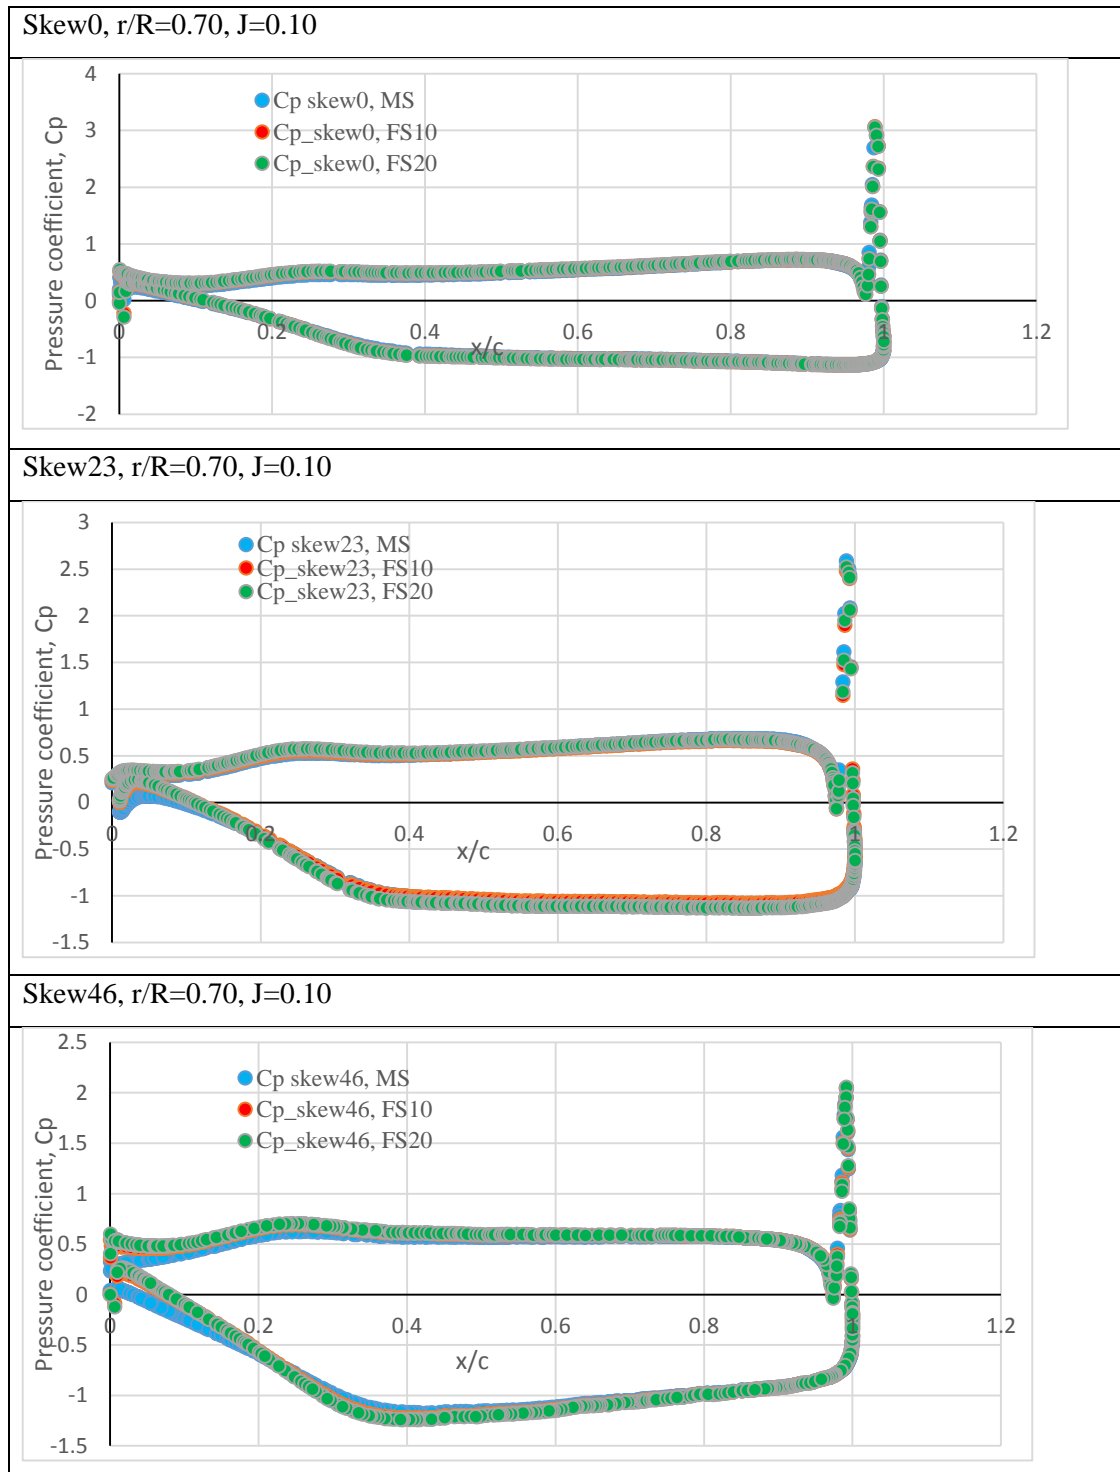 Skew0, r/R=0.70, J=0.10
4
3
2
1
0
-1
-2
Pressure coefficient, Cp
Cp skew0, MS
Cp_skew0, FS10
Cp_skew0, FS20
0 0.2 0.4 0.6 0.8 1 1.2
x/c
Skew23, r/R=0.70, J=0.10
3
2.5
2
1.5
1
0.5
0
-0.5
-1
-1.5
Pressure coefficient, Cp
Cp skew23, MS
Cp_skew23, FS10
Cp_skew23, FS20
0 0.2 0.4 0.6 0.8 1 1.2
x/c
Skew46, r/R=0.70, J=0.10
2.5
2
1.5
1
0.5
0
-0.5
-1
-1.5
Pressure coefficient, Cp
Cp skew46, MS
Cp_skew46, FS10
Cp_skew46, FS20
0 0.2 0.4 0.6 0.8 1 1.2
x/c